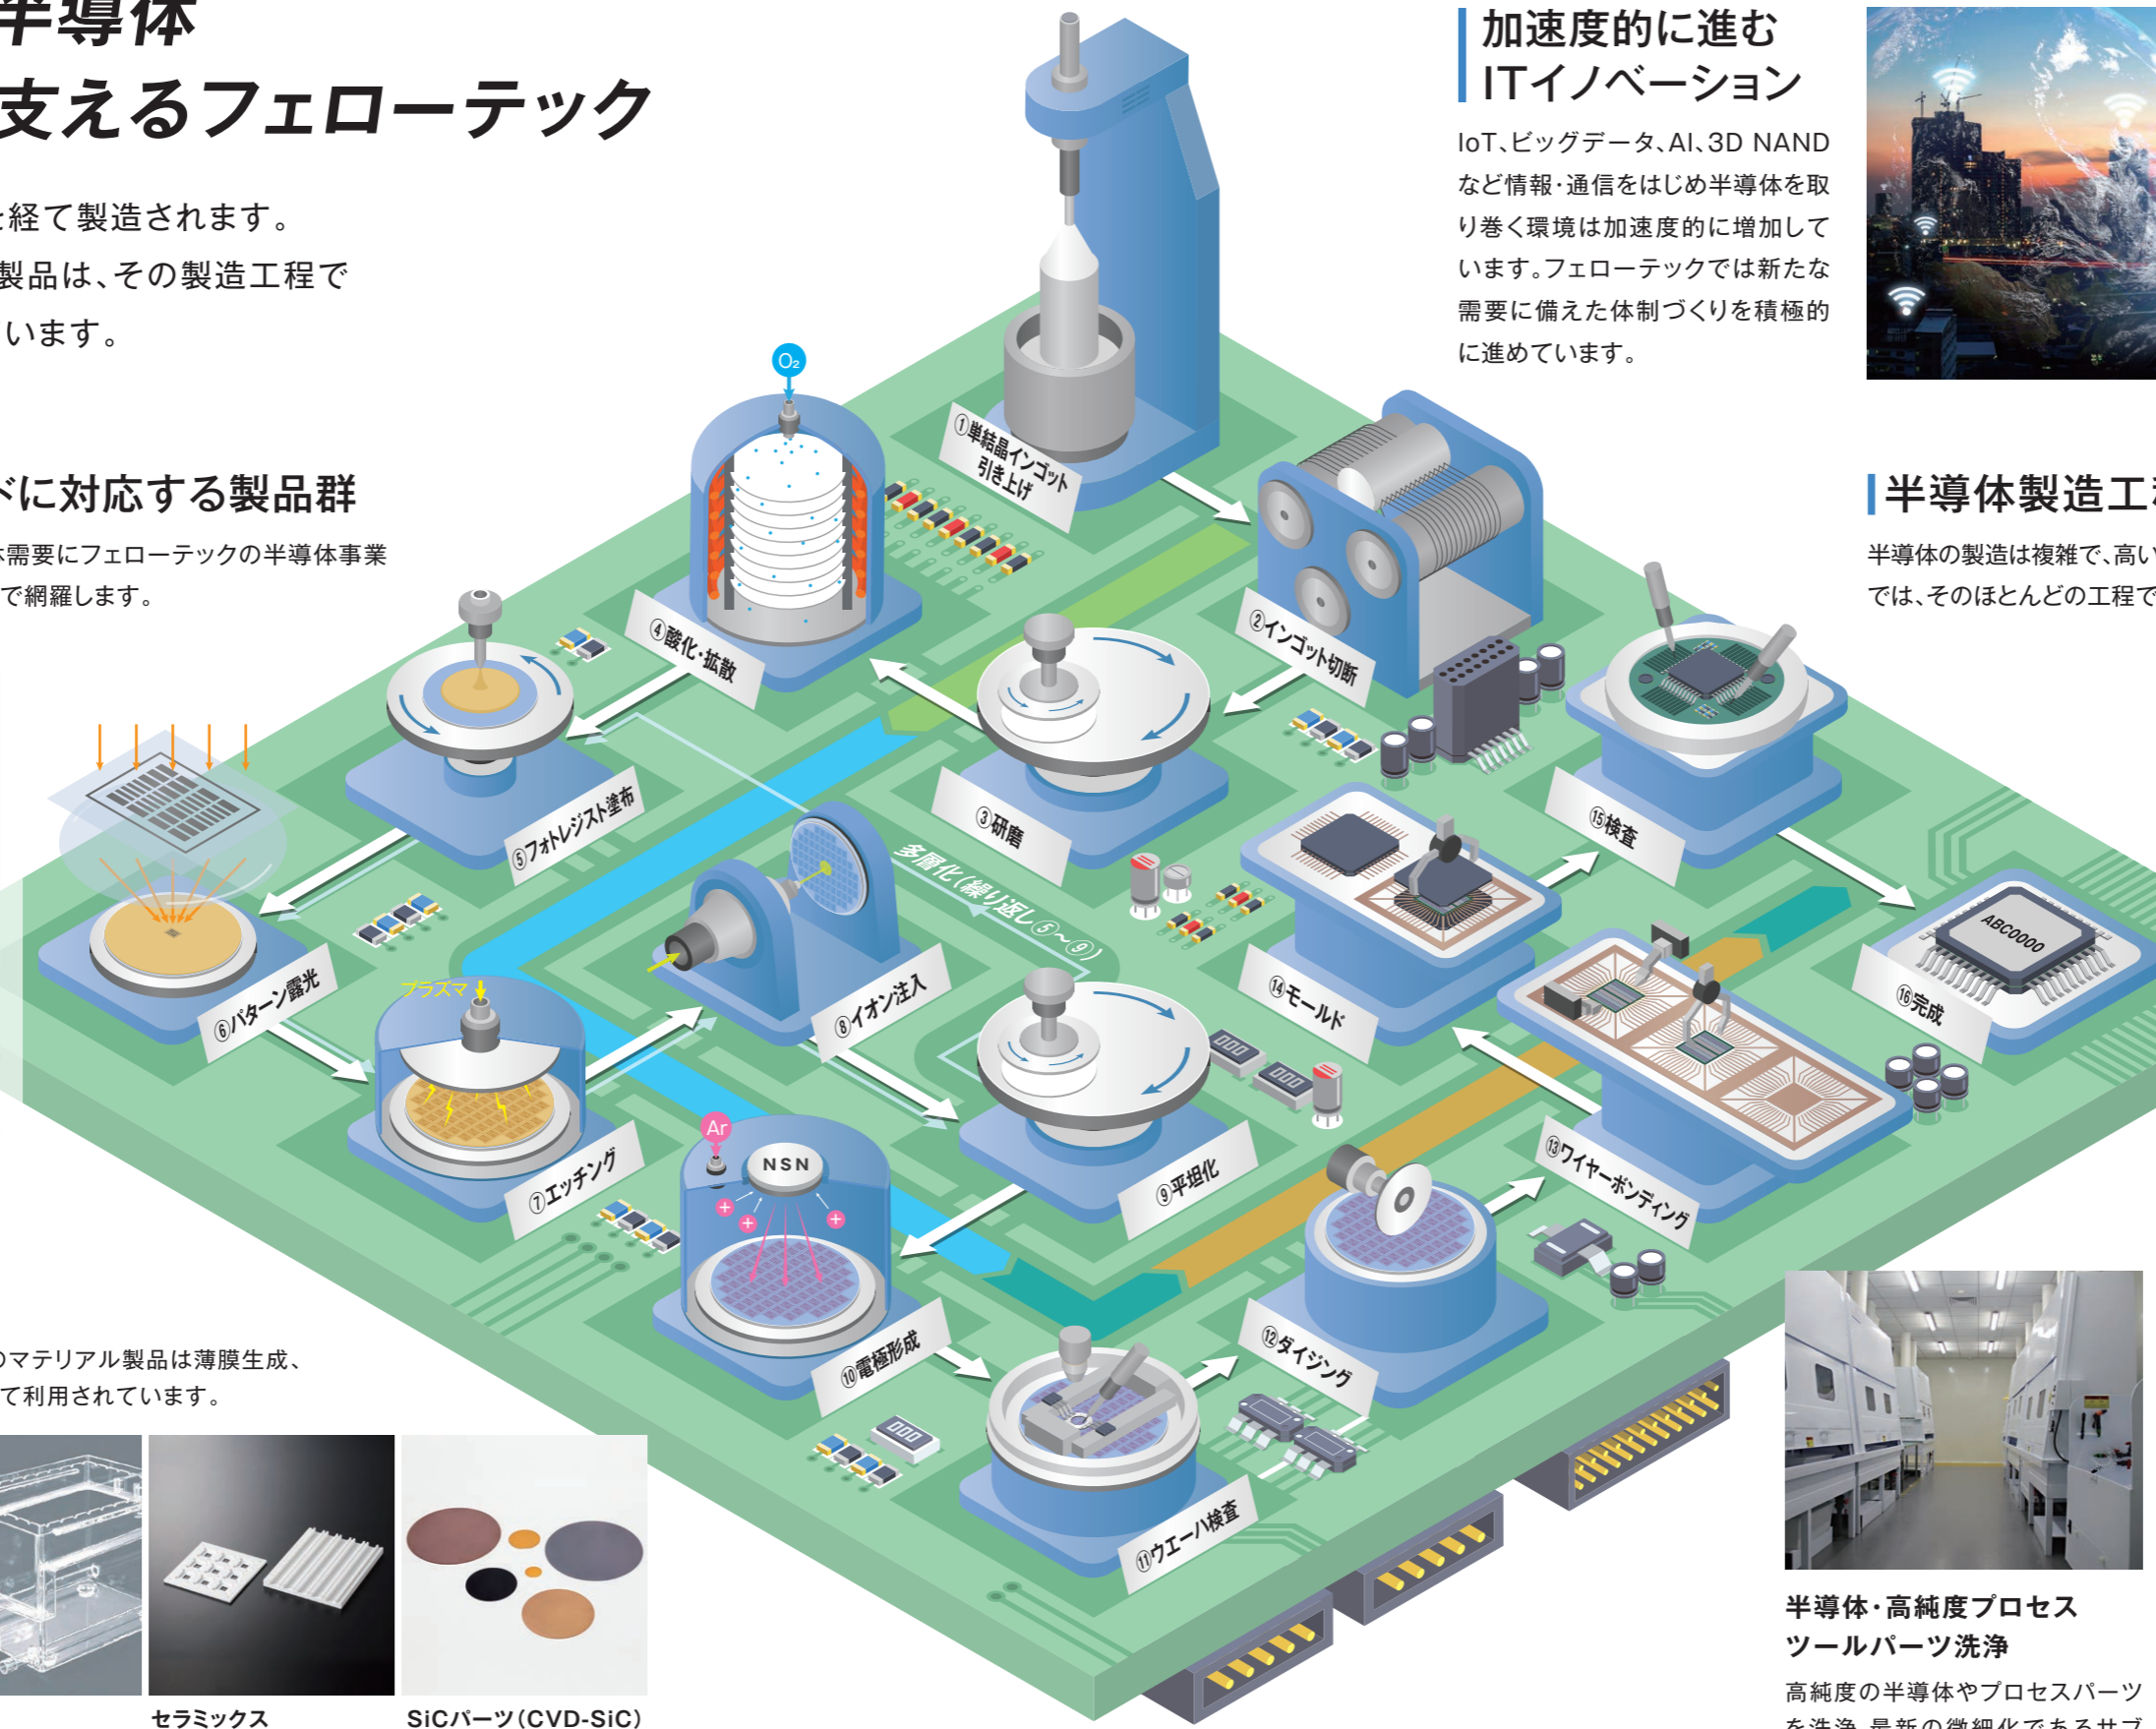 半導体
支えるフェローテック
経て製造されます。
製品は、その製造工程で
います。
ドに対応する製品群
需要にフェローテックの半導体事業
で網羅します。
加速度的に進む
ITイノベーション
IoT、ビッグデータ、AI、3D NAND
など情報・通信をはじめ半導体を取
り巻く環境は加速度的に増加して
います。フェローテックでは新たな
需要に備えた体制づくりを積極的
に進めています。
半導体製造工程
半導体の製造は複雑で、高い
では、そのほとんどの工程で
①単結晶インゴット
引き上げ
②インゴット切断
③研磨
O₂
④酸化・拡散
⑤フォトレジスト塗布
⑥パターン露光
プラズマ
⑦エッチング
⑧イオン注入
多層化(繰り返し⑤〜⑨)
⑨平坦化
Ar
NSN
+
+
+
⑩電極形成
⑪ウエーハ検査
⑫ダイシング
⑬ワイヤーボンディング
⑭モールド
⑮検査
ABC0000
⑯完成
000
000
000
のマテリアル製品は薄膜生成、
て利用されています。
セラミックス
SiCパーツ(CVD-SiC)
半導体・高純度プロセス
ツールパーツ洗浄
高純度の半導体やプロセスパーツ
を洗浄 最新の微細化であるサブ